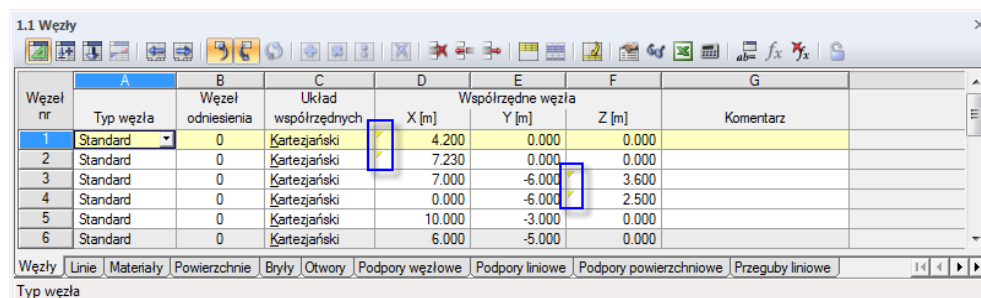 1.1 Węzły
A B C D E F G
Węzeł nr Typ węzła Węzeł odniesienia Układ współrzędnych Współrzędne węzła X [m] Y [m] Z [m] Komentarz
1 Standard 0 Kartezjański 4.200 0.000 0.000
2 Standard 0 Kartezjański 7.230 0.000 0.000
3 Standard 0 Kartezjański 7.000 -6.000 3.600
4 Standard 0 Kartezjański 0.000 -6.000 2.500
5 Standard 0 Kartezjański 10.000 -3.000 0.000
6 Standard 0 Kartezjański 6.000 -5.000 0.000
Węzły Linie Materiały Powierzchnie Bryły Otwory Podpory węzłowe Podpory liniowe Podpory powierzchniowe Przeguby liniowe
Typ węzła